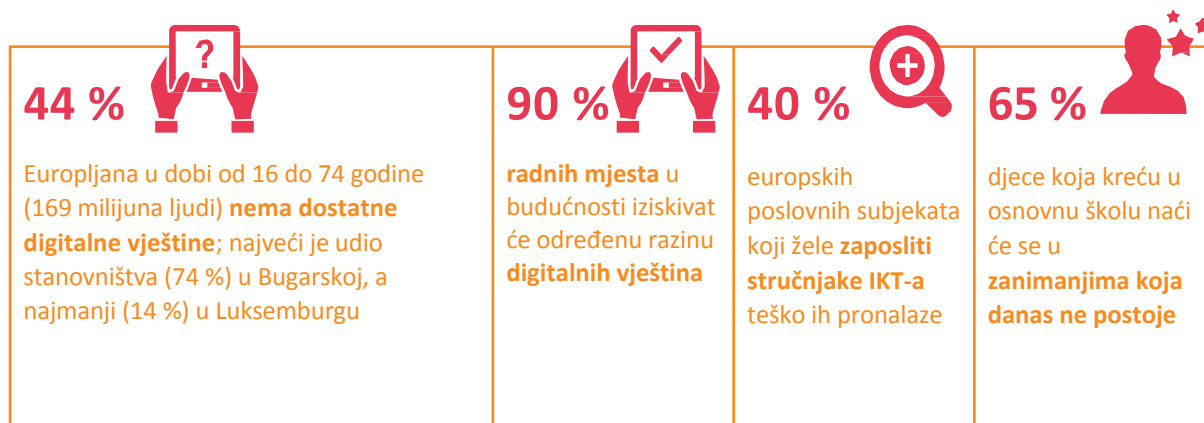 ?
44 %
Europljana u dobi od 16 do 74 godine
(169 milijuna ljudi) nema dostatne
digitalne vještine; najveći je udio
stanovništva (74 %) u Bugarskoj, a
najmanji (14 %) u Luksemburgu
90 %
radnih mjesta u
budućnosti iziskivat
će određenu razinu
digitalnih vještina
40 %
europskih
poslovnih subjekata
koji žele zaposliti
stručnjake IKT-a
teško ih pronalaze
65 %
djece koja kreću u
osnovnu školu naći
će se u
zanimanjima koja
danas ne postoje